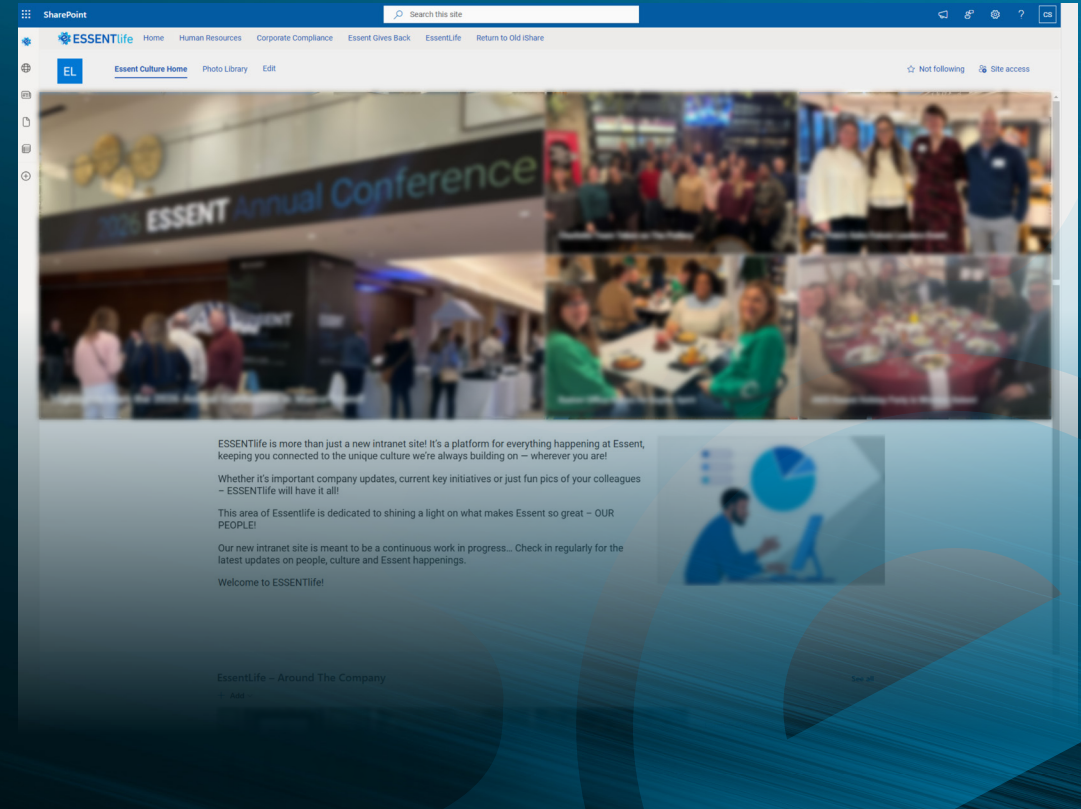 SharePoint
Search this site
?
CS
ESSENTlife
Home
Human Resources
Corporate Compliance
Essent Gives Back
EssentLife
Return to Old iShare
EL
Essent Culture Home
Photo Library
Edit
Not following
Site access
2026 ESSENT Annual Conference
ESSENTlife is more than just a new intranet site! It's a platform for everything happening at Essent,
keeping you connected to the unique culture we're always building on — wherever you are!
Whether it's important company updates, current key initiatives or just fun pics of your colleagues
– ESSENTlife will have it all!
This area of Essentlife is dedicated to shining a light on what makes Essent so great – OUR
PEOPLE!
Our new intranet site is meant to be a continuous work in progress... Check in regularly for the
latest updates on people, culture and Essent happenings.
Welcome to ESSENTlife!
EssentLife – Around The Company
See all
+ Add